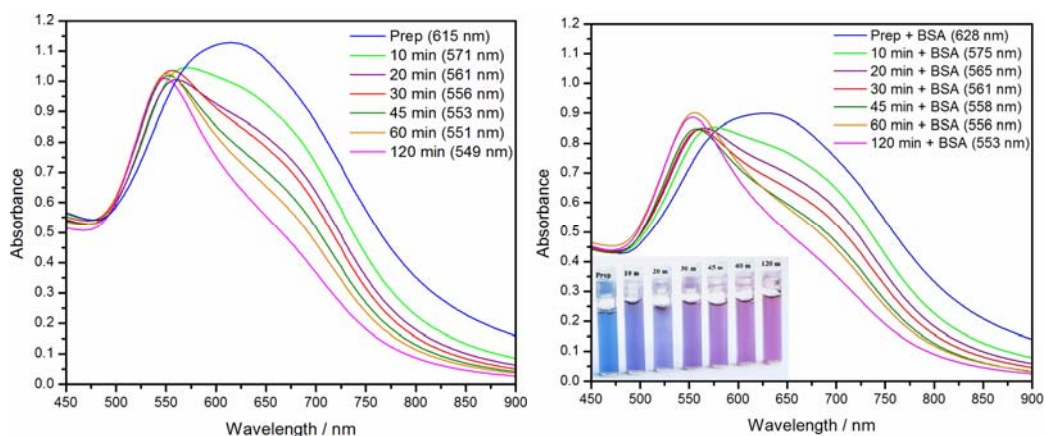 1.2
1.1
1.0
0.9
0.8
0.7
0.6
0.5
0.4
0.3
0.2
0.1
0.0
Absorbance
450 500 550 600 650 700 750 800 850 900
Wavelength / nm
Prep (615 nm)
10 min (571 nm)
20 min (561 nm)
30 min (556 nm)
45 min (553 nm)
60 min (551 nm)
120 min (549 nm)
1.2
1.1
1.0
0.9
0.8
0.7
0.6
0.5
0.4
0.3
0.2
0.1
0.0
Absorbance
450 500 550 600 650 700 750 800 850 900
Wavelength / nm
Prep + BSA (628 nm)
10 min + BSA (575 nm)
20 min + BSA (565 nm)
30 min + BSA (561 nm)
45 min + BSA (558 nm)
60 min + BSA (556 nm)
120 min + BSA (553 nm)
Prep 10 m 20 m 30 m 45 m 60 m 120 m